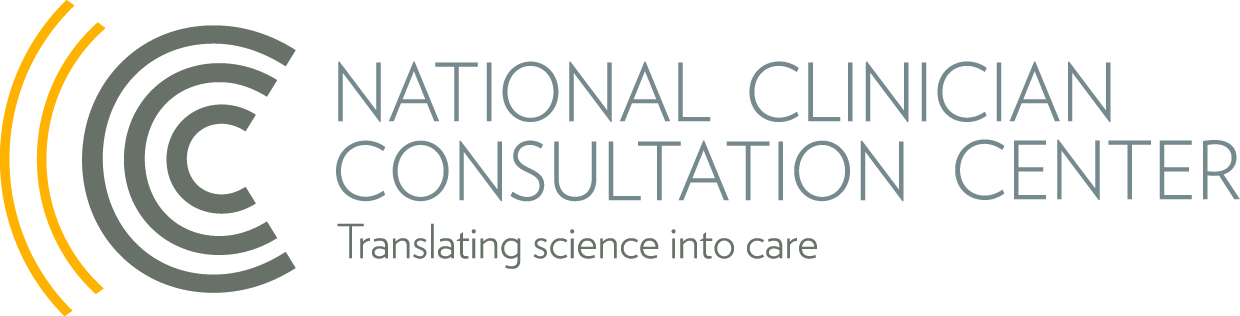 NATIONAL CLINICIAN
CONSULTATION CENTER
Translating science into care